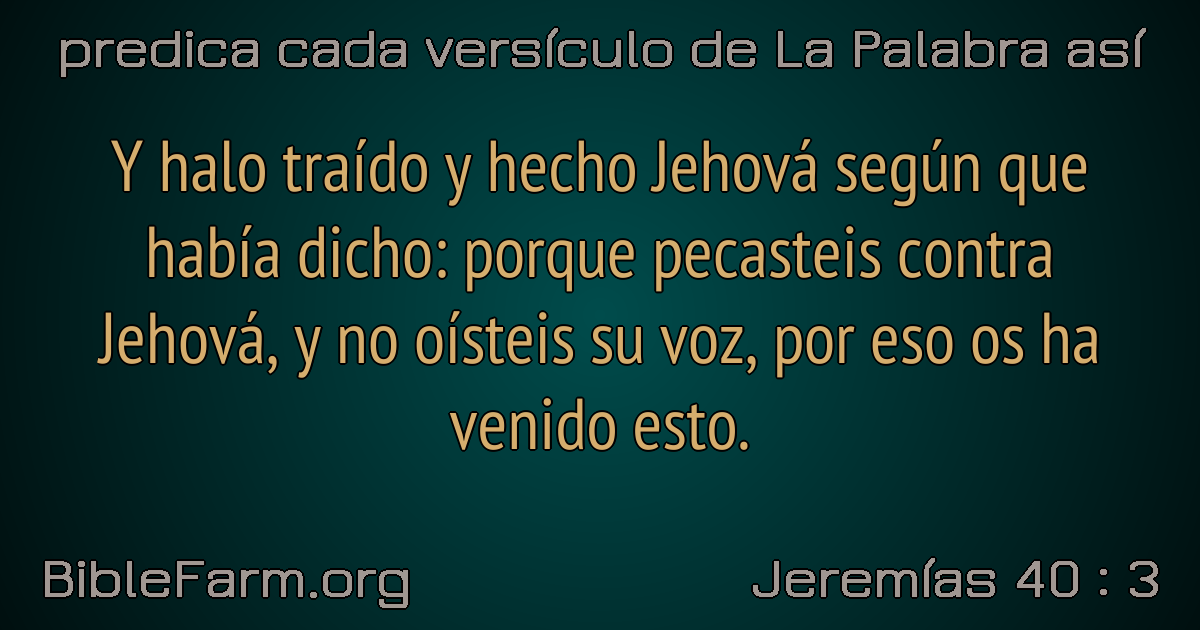 predica cada versículo de La Palabra así
Y halo traído y hecho Jehová según que
había dicho: porque pecasteis contra
Jehová, y no oísteis su voz, por eso os ha
venido esto.
BibleFarm.org
Jeremías 40 : 3